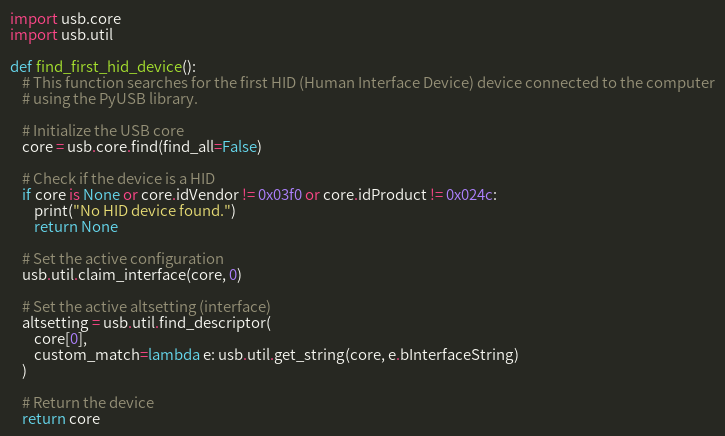 import usb.core
import usb.util
def find_first_hid_device():
# This function searches for the first HID (Human Interface Device) device connected to the computer
# using the PyUSB library.
# Initialize the USB core
core = usb.core.find(find_all=False)
# Check if the device is a HID
if core is None or core.idVendor != 0x03f0 or core.idProduct != 0x024c:
print("No HID device found.")
return None
# Set the active configuration
usb.util.claim_interface(core, 0)
# Set the active altsetting (interface)
altsetting = usb.util.find_descriptor(
core[0],
custom_match=lambda e: usb.util.get_string(core, e.bInterfaceString)
)
# Return the device
return core